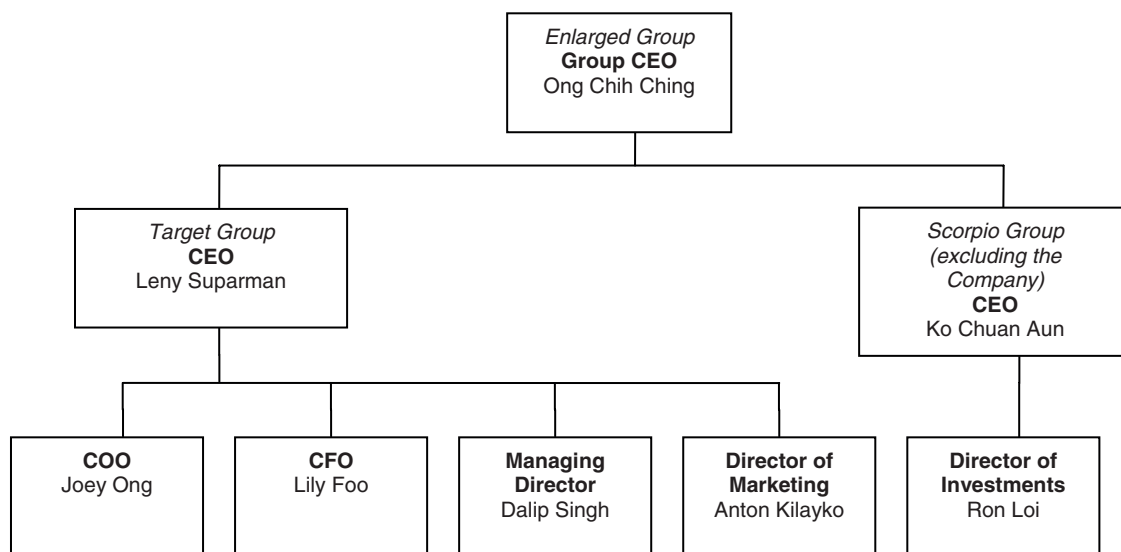 Enlarged Group
Group CEO
Ong Chih Ching
Target Group
CEO
Leny Suparman
Scorpio Group
(excluding the
Company)
CEO
Ko Chuan Aun
COO
Joey Ong
CFO
Lily Foo
Managing
Director
Dalip Singh
Director of
Marketing
Anton Kilayko
Director of
Investments
Ron Loi